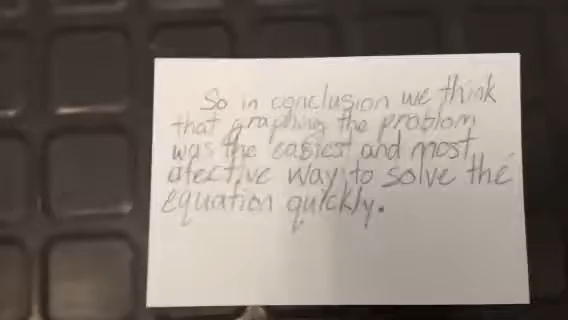 So in conclusion we think
that graphing the problom
was the easiest and most
afective way to solve the
equation quickly.